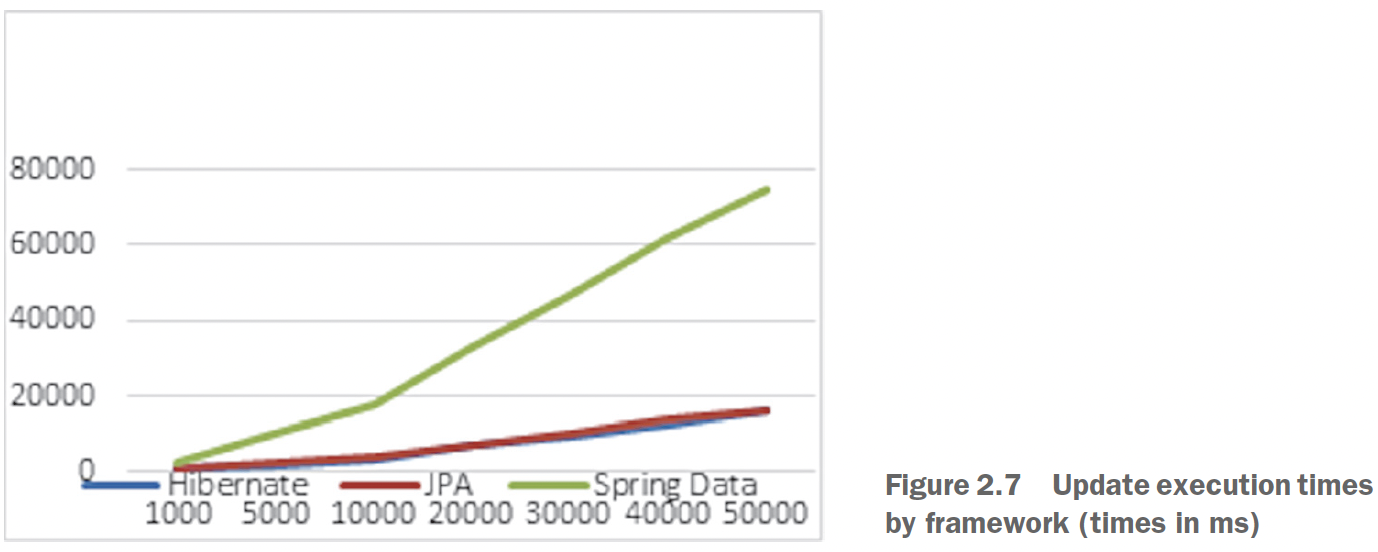 80000
60000
40000
20000
0
Hibernate JPA Spring Data
1000 5000 10000 20000 30000 40000 50000
Figure 2.7 Update execution times
by framework (times in ms)